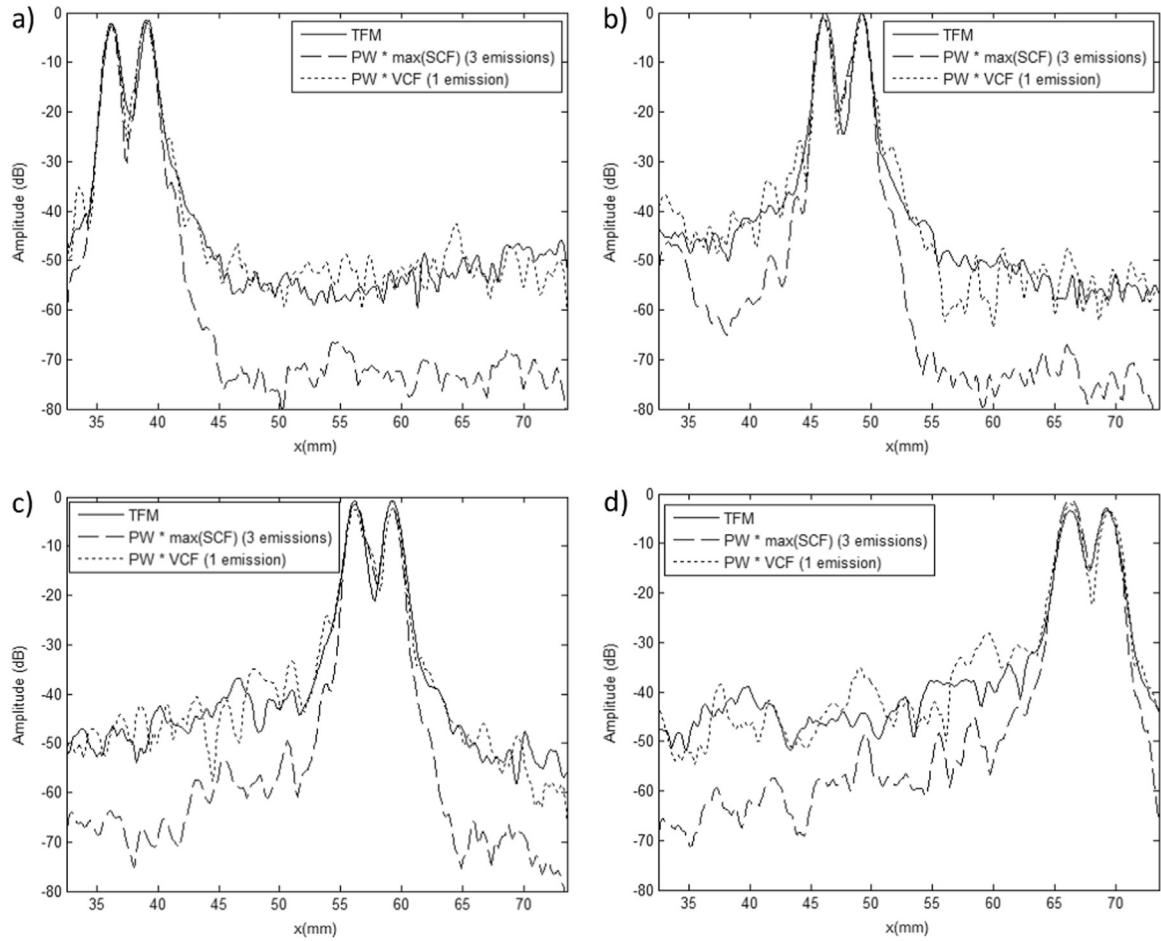 a)
0
-10
-20
-30
-40
-50
-60
-70
-80
Amplitude (dB)
TFM
PW * max(SCF) (3 emissions)
PW * VCF (1 emission)
35 40 45 50 55 60 65 70
x(mm)
b)
0
-10
-20
-30
-40
-50
-60
-70
-80
Amplitude (dB)
TFM
PW * max(SCF) (3 emissions)
PW * VCF (1 emission)
35 40 45 50 55 60 65 70
x(mm)
c)
0
-10
-20
-30
-40
-50
-60
-70
-80
Amplitude (dB)
TFM
PW * max(SCF) (3 emissions)
PW * VCF (1 emission)
35 40 45 50 55 60 65 70
x(mm)
d)
0
-10
-20
-30
-40
-50
-60
-70
-80
Amplitude (dB)
TFM
PW * max(SCF) (3 emissions)
PW * VCF (1 emission)
35 40 45 50 55 60 65 70
x(mm)